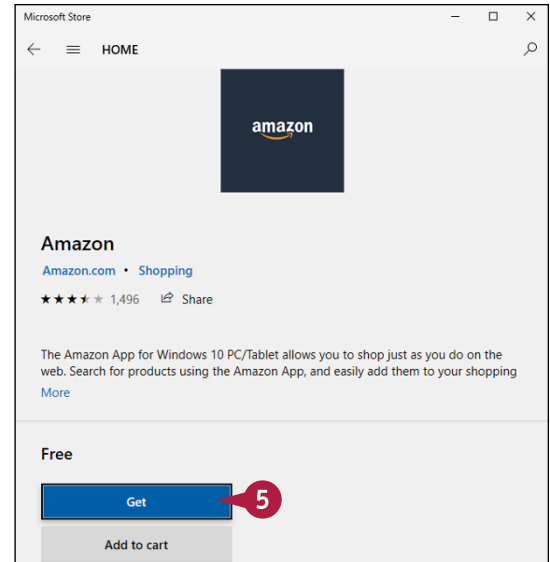 Microsoft Store
HOME
amazon
Amazon
Amazon.com • Shopping
1,496 Share
The Amazon App for Windows 10 PC/Tablet allows you to shop just as you do on the
web. Search for products using the Amazon App, and easily add them to your shopping
More
Free
Get 5
Add to cart